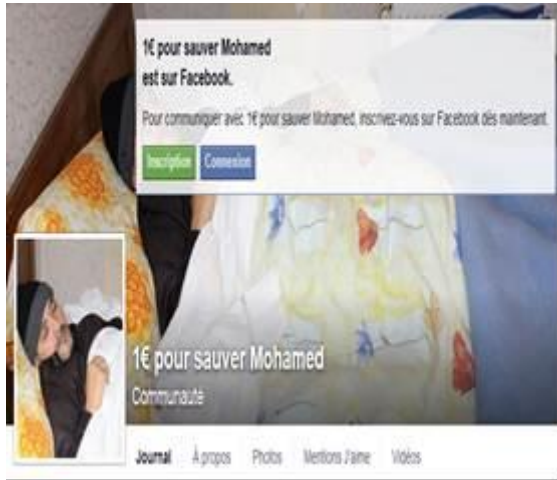 1€ pour sauver Mohamed
est sur Facebook.
Pour communiquer avec 1€ pour sauver Mohamed, inscrivez-vous sur Facebook dès maintenant.
Inscription Connexion
1€ pour sauver Mohamed
Communauté
Journal À propos Photos Mentions J'aime Vidéos